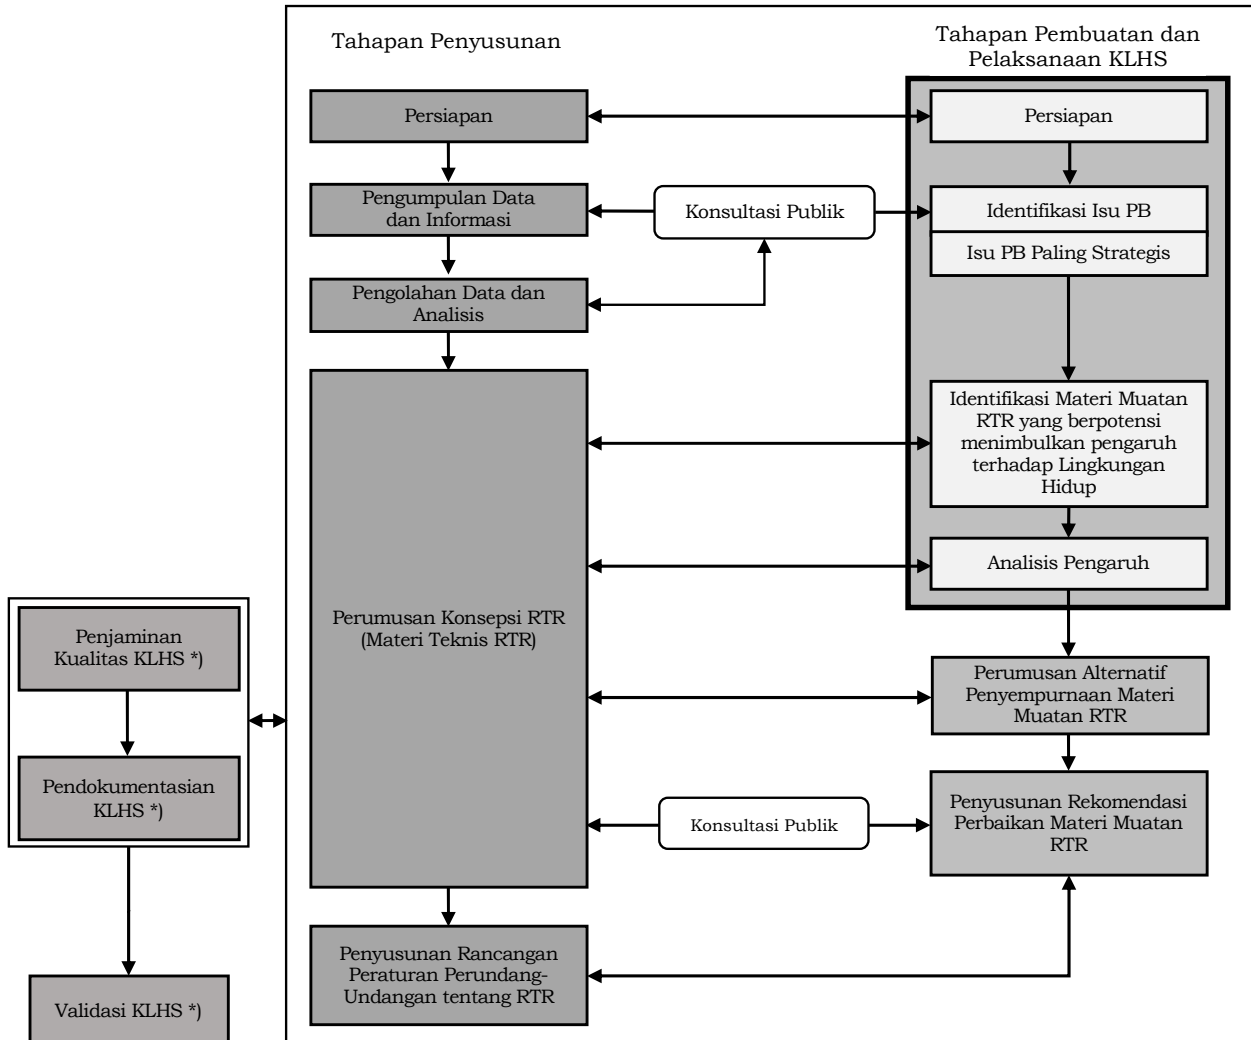 Tahapan Penyusunan
Tahapan Pembuatan dan
Pelaksanaan KLHS
Persiapan
Persiapan
Pengumpulan Data
dan Informasi
Konsultasi Publik
Identifikasi Isu PB
Isu PB Paling Strategis
Pengolahan Data dan
Analisis
Identifikasi Materi Muatan
RTR yang berpotensi
menimbulkan pengaruh
terhadap Lingkungan
Hidup
Analisis Pengaruh
Perumusan Konsepsi RTR
(Materi Teknis RTR)
Penjaminan
Kualitas KLHS *)
Perumusan Alternatif
Penyempurnaan Materi
Muatan RTR
Pendokumentasian
KLHS *)
Konsultasi Publik
Penyusunan Rekomendasi
Perbaikan Materi Muatan
RTR
Penyusunan Rancangan
Peraturan Perundang-
Undangan tentang RTR
Validasi KLHS *)